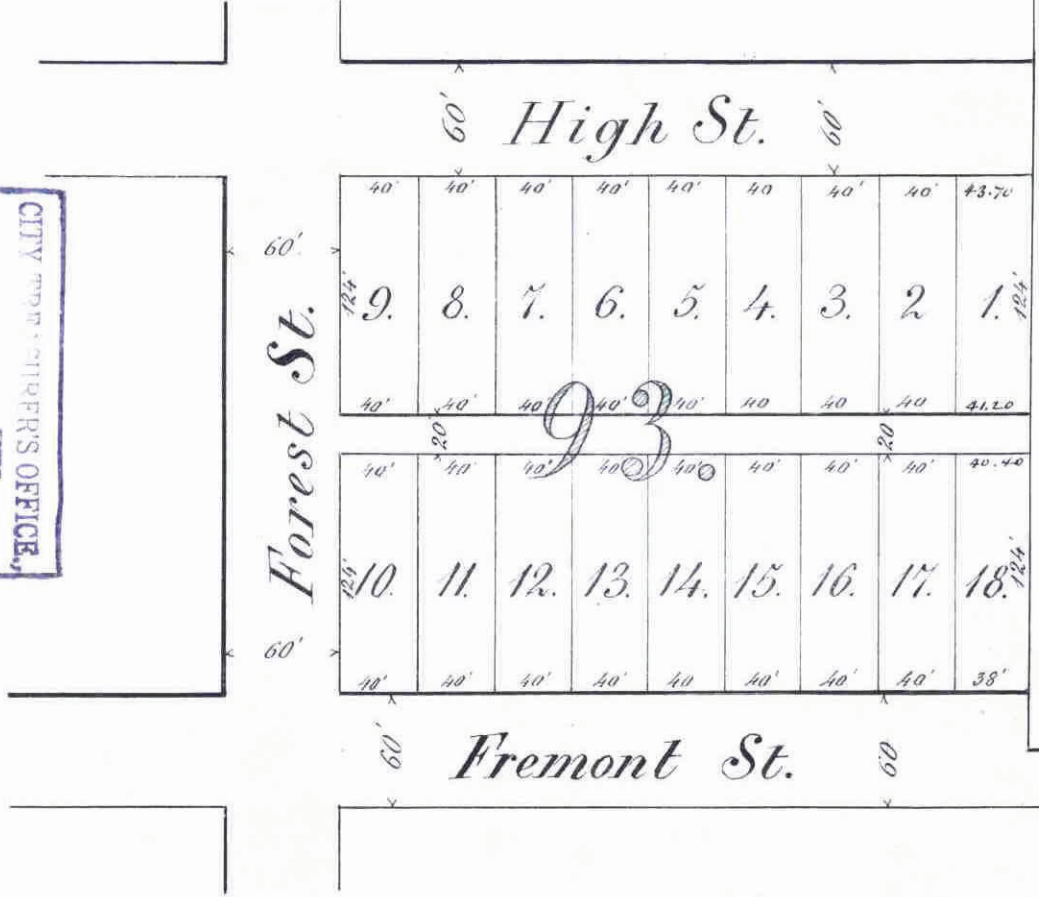 60' High St. 60'
40' 40' 40' 40' 40' 40 40' 40' 43.70
60'
124' 9. 8. 7. 6. 5. 4. 3. 2 1. 124'
40' 40' 40' 40' 40' 40 40 40 41.20
93.
20' 20'
Forest St.
40' 40' 40' 40' 40' 40' 40' 40' 40.40
124' 10. 11. 12. 13. 14. 15. 16. 17. 18. 124'
60'
40' 40' 40' 40' 40 40' 40' 40' 38'
60' Fremont St. 60
CITY TREASURER'S OFFICE,